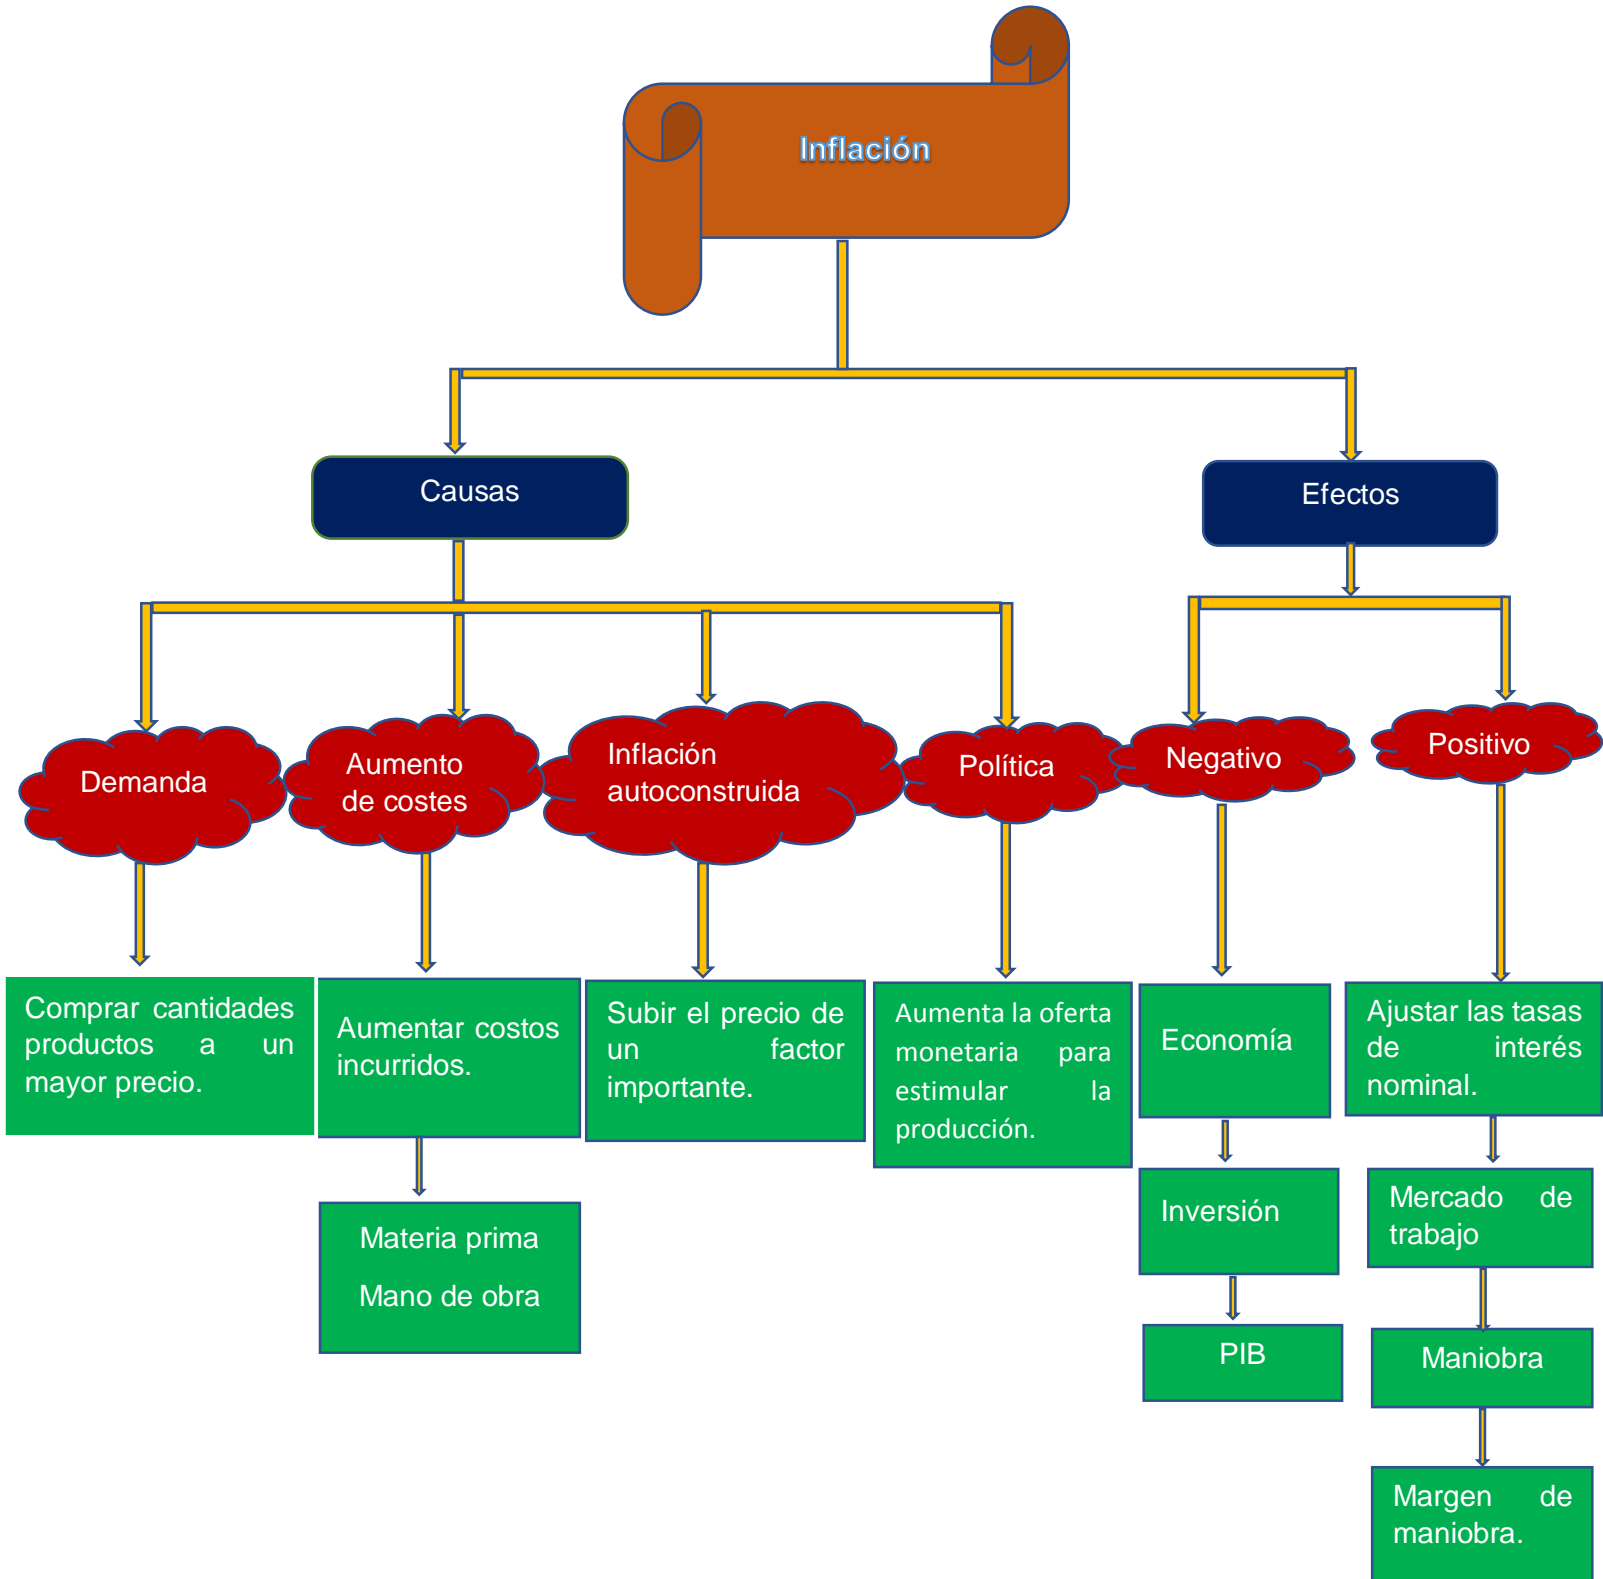 Inflación
Causas
Efectos
Demanda
Aumento
de costes
Inflación
autoconstruida
Política
Negativo
Positivo
Comprar cantidades
productos a un
mayor precio.
Aumentar costos
incurridos.
Subir el precio de
un factor
importante.
Aumenta la oferta
monetaria para
estimular la
producción.
Economía
Ajustar las tasas
de interés
nominal.
Materia prima
Mano de obra
Inversión
Mercado de
trabajo
PIB
Maniobra
Margen de
maniobra.